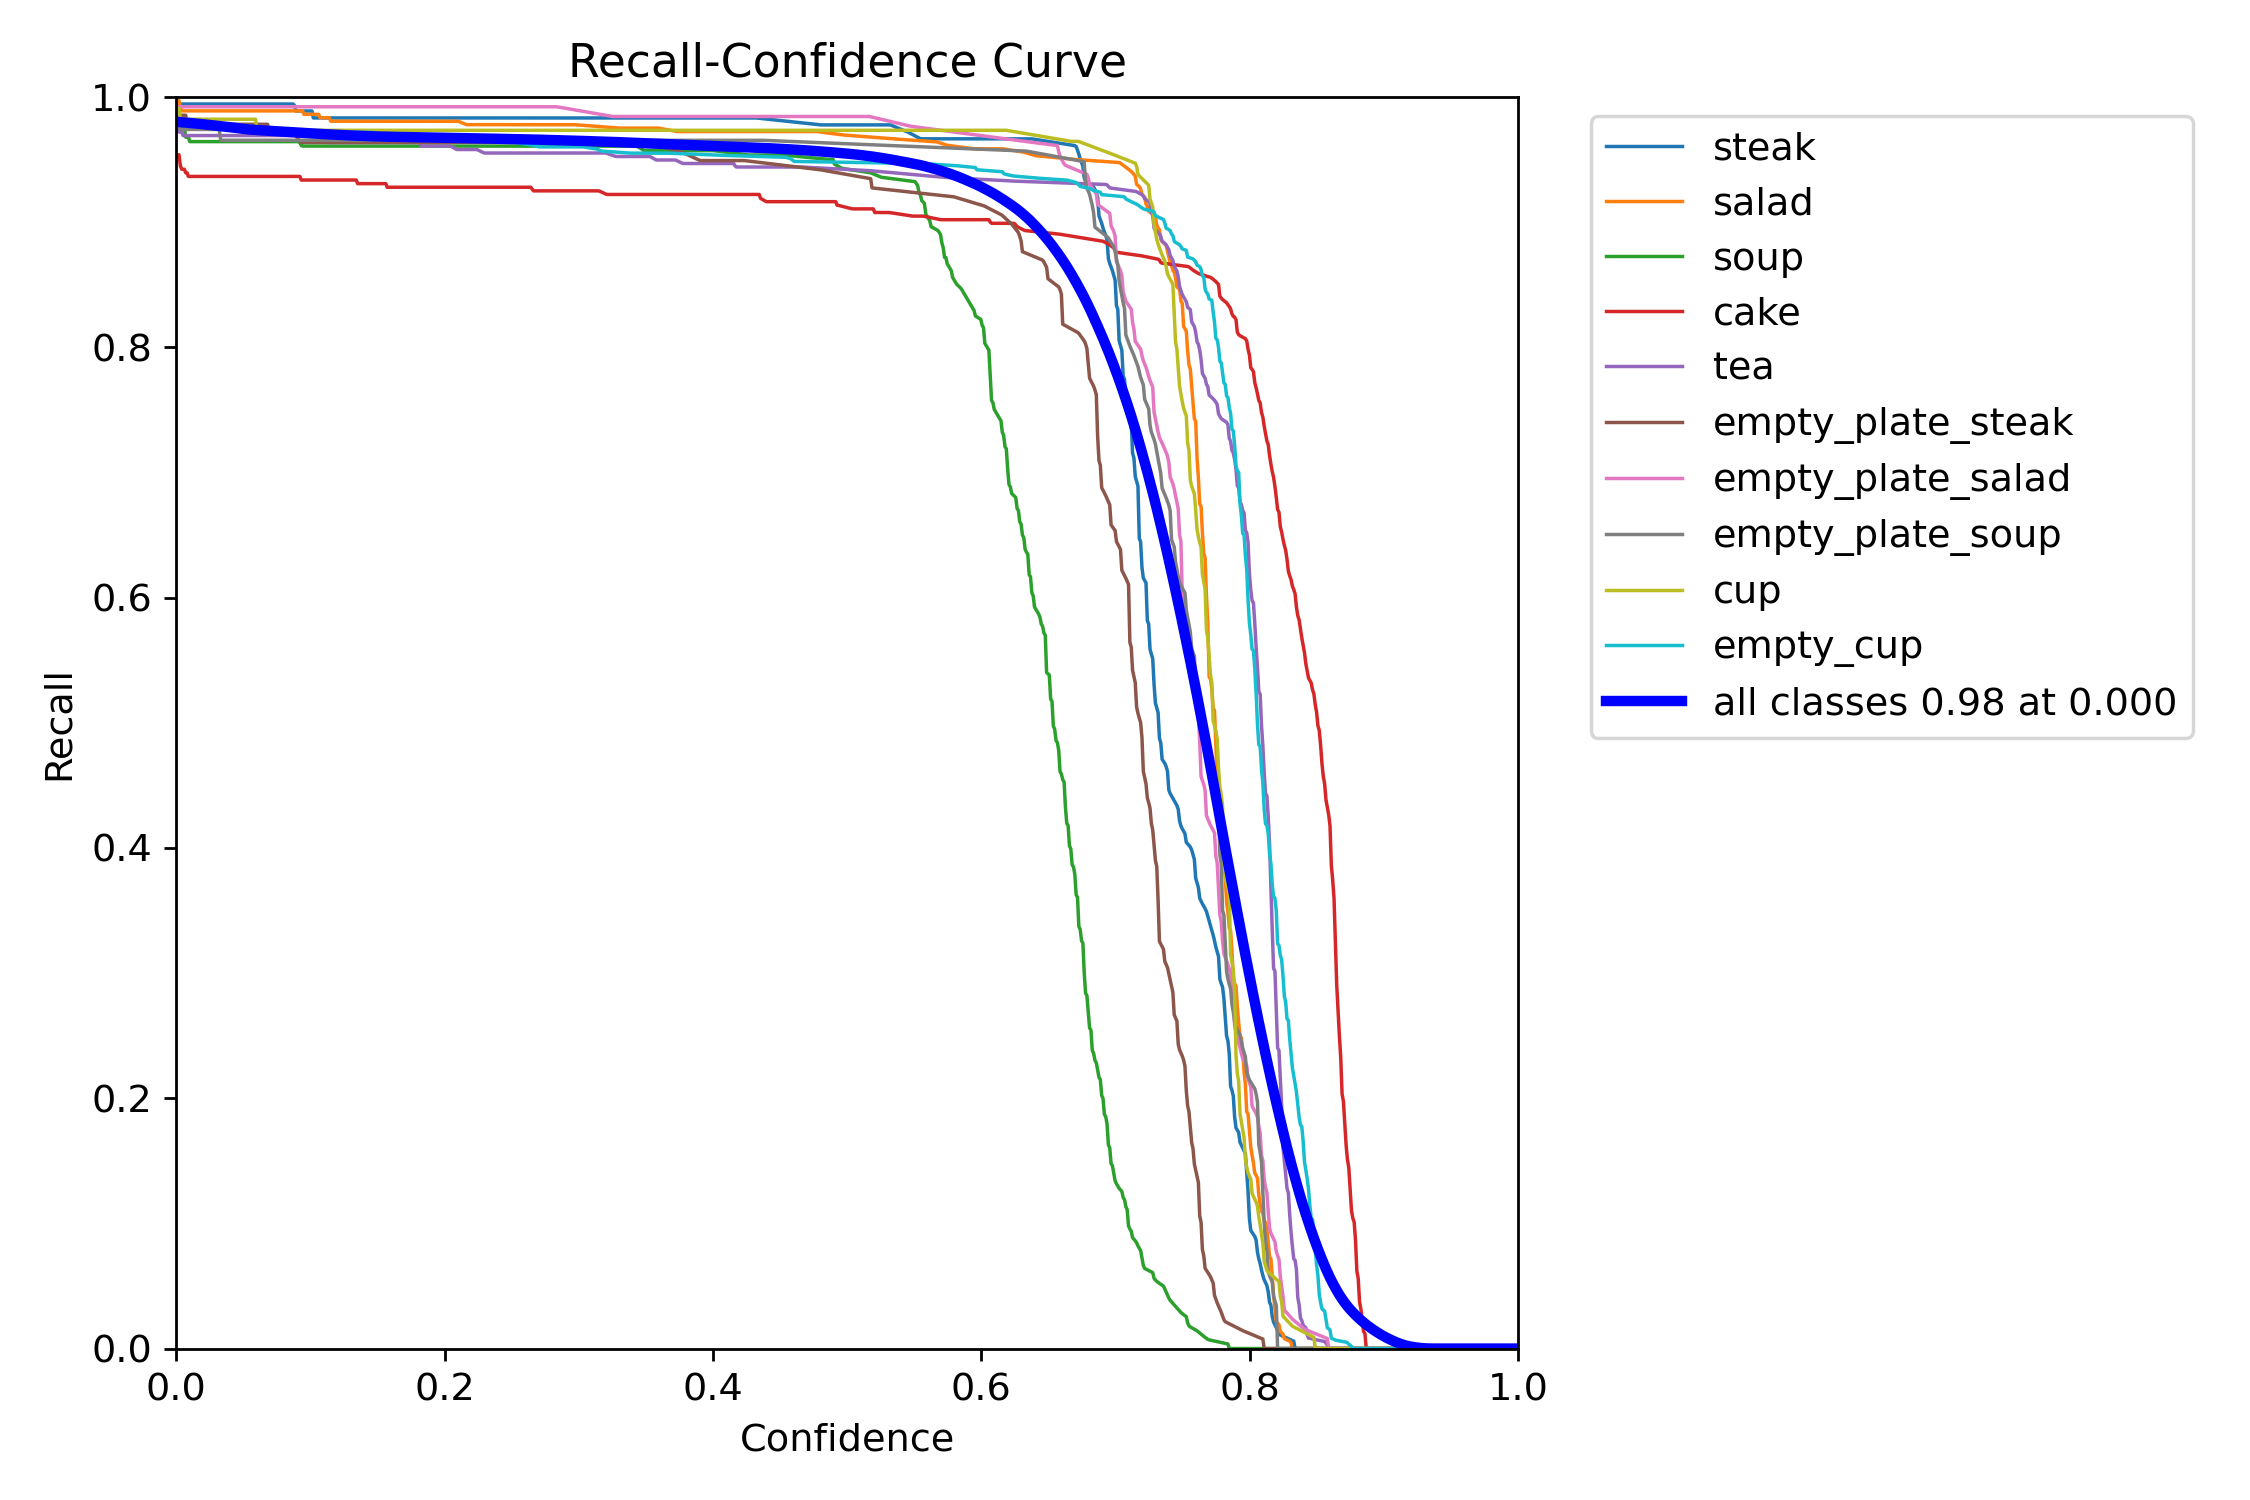 Recall-Confidence Curve
1.0
0.8
0.6
0.4
0.2
0.0
Recall
0.0 0.2 0.4 0.6 0.8 1.0
Confidence
steak
salad
soup
cake
tea
empty_plate_steak
empty_plate_salad
empty_plate_soup
cup
empty_cup
all classes 0.98 at 0.000